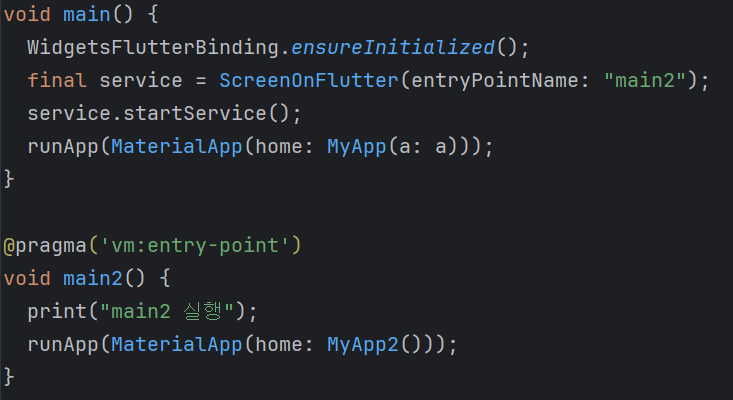 void main() {
  WidgetsFlutterBinding.ensureInitialized();
  final service = ScreenOnFlutter(entryPointName: "main2");
  service.startService();
  runApp(MaterialApp(home: MyApp(a: a)));
}

@pragma('vm:entry-point')
void main2() {
  print("main2 실행");
  runApp(MaterialApp(home: MyApp2()));
}